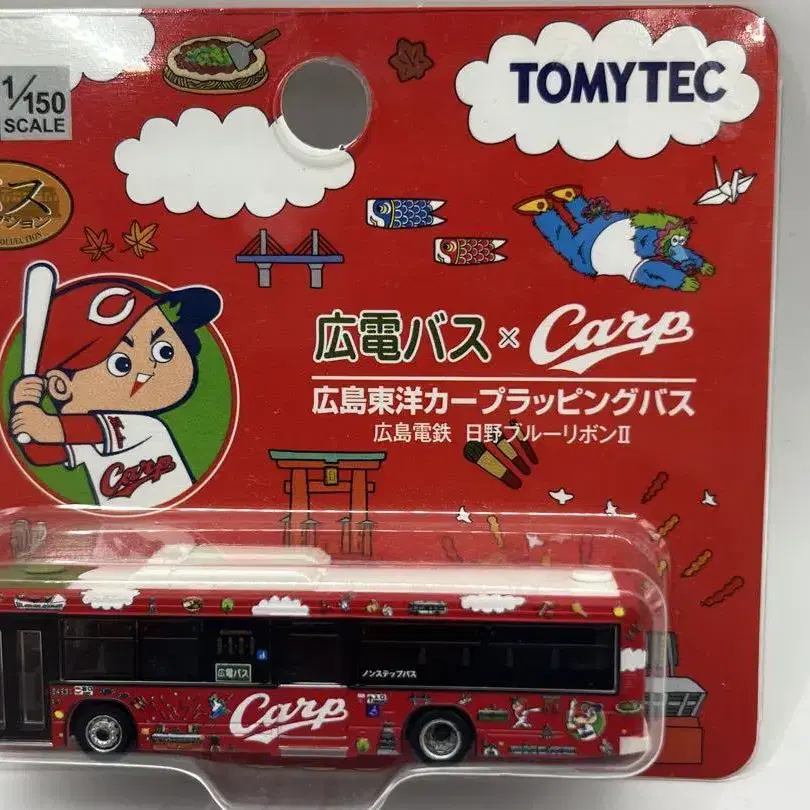 1/150
SCALE
TOMYTEC
ス
COLLECTION
C
広電バス×Carp
広島東洋カープラッピングバス
広島電鉄 日野ブルーリボンⅡ
Carp
広電バス
ノンステップバス
Carp